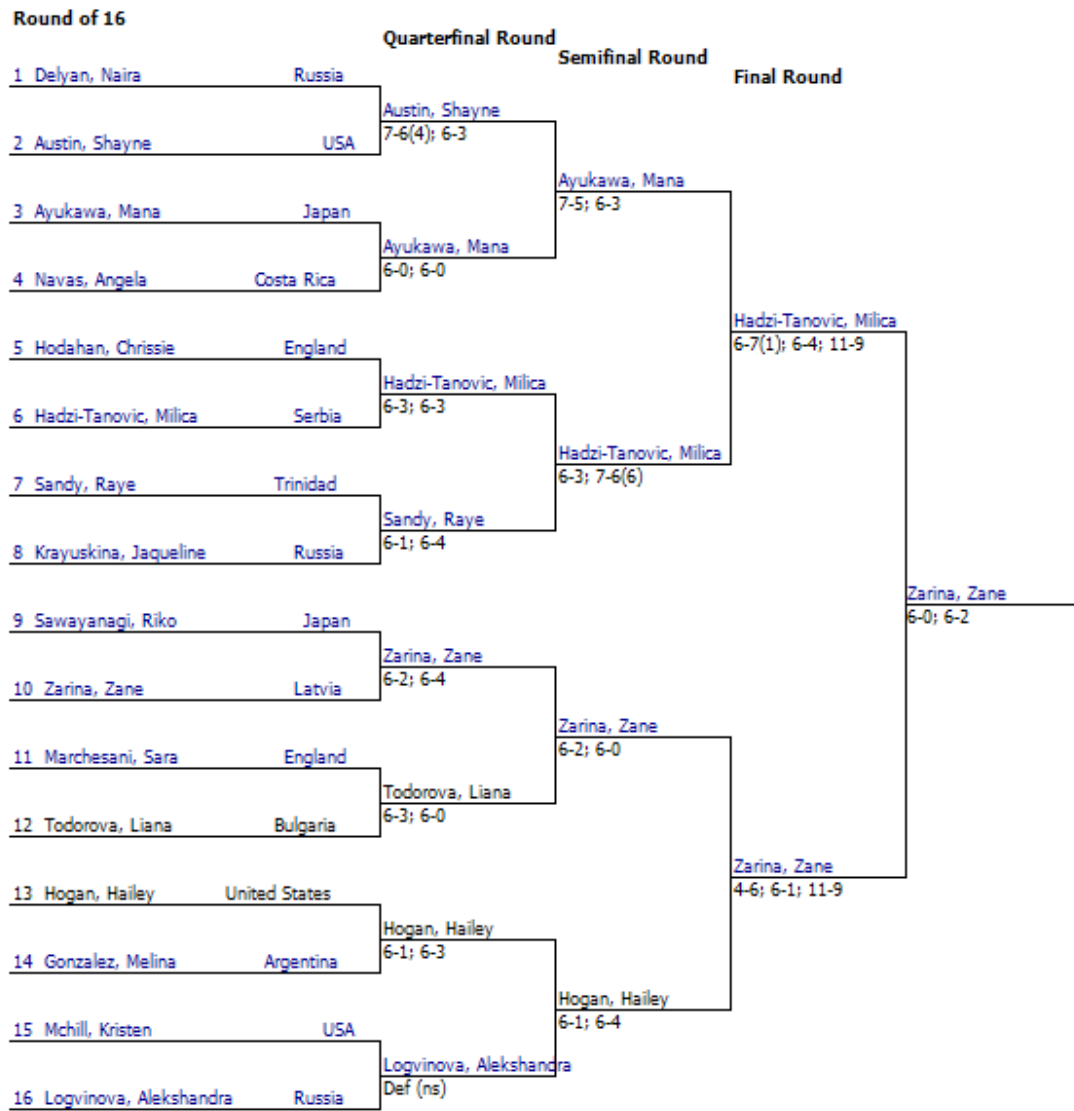 Round of 16
Quarterfinal Round
Semifinal Round
Final Round
1 Delyan, Naira Russia
2 Austin, Shayne USA
3 Ayukawa, Mana Japan
4 Navas, Angela Costa Rica
5 Hodahan, Chrissie England
6 Hadzi-Tanovic, Milica Serbia
7 Sandy, Raye Trinidad
8 Krayuskina, Jaqueline Russia
9 Sawayanagi, Riko Japan
10 Zarina, Zane Latvia
11 Marchesani, Sara England
12 Todorova, Liana Bulgaria
13 Hogan, Hailey United States
14 Gonzalez, Melina Argentina
15 Mchill, Kristen USA
16 Logvinova, Alekshandra Russia
Austin, Shayne
7-6(4); 6-3
Ayukawa, Mana
6-0; 6-0
Hadzi-Tanovic, Milica
6-3; 6-3
Sandy, Raye
6-1; 6-4
Zarina, Zane
6-2; 6-4
Todorova, Liana
6-3; 6-0
Hogan, Hailey
6-1; 6-3
Logvinova, Alekshandra
Def (ns)
Ayukawa, Mana
7-5; 6-3
Hadzi-Tanovic, Milica
6-3; 7-6(6)
Zarina, Zane
6-2; 6-0
Hogan, Hailey
6-1; 6-4
Hadzi-Tanovic, Milica
6-7(1); 6-4; 11-9
Zarina, Zane
4-6; 6-1; 11-9
Zarina, Zane
6-0; 6-2